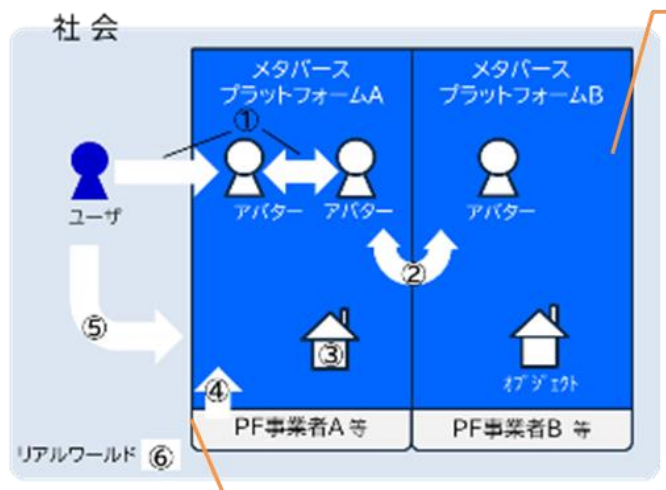 社会
メタバース
プラットフォームA
メタバース
プラットフォームB
①
ユーザ
アバター
アバター
アバター
②
⑤
③
④
オブジェクト
PF事業者A 等
PF事業者B 等
リアルワールド ⑥